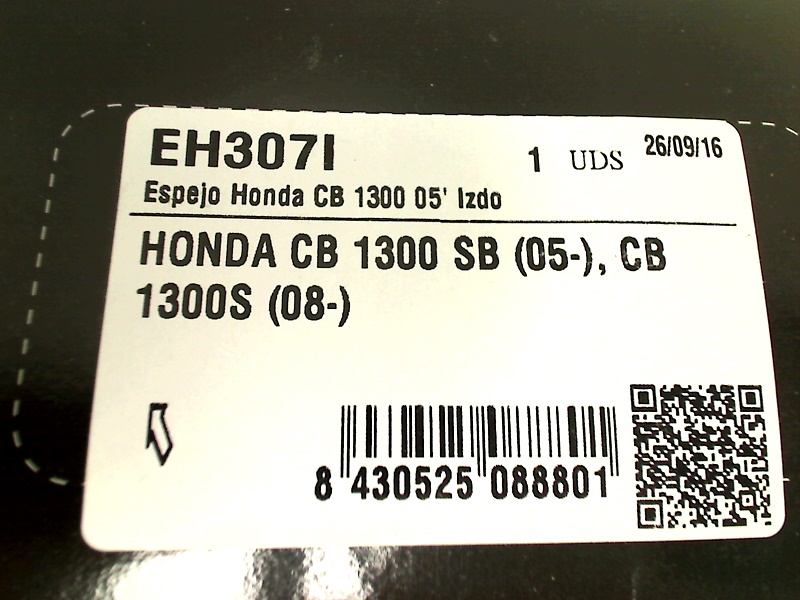 EH307I
1 UDS
26/09/16
Espejo Honda CB 1300 05' Izdo
HONDA CB 1300 SB (05-), CB
1300S (08-)
8 430525 088801